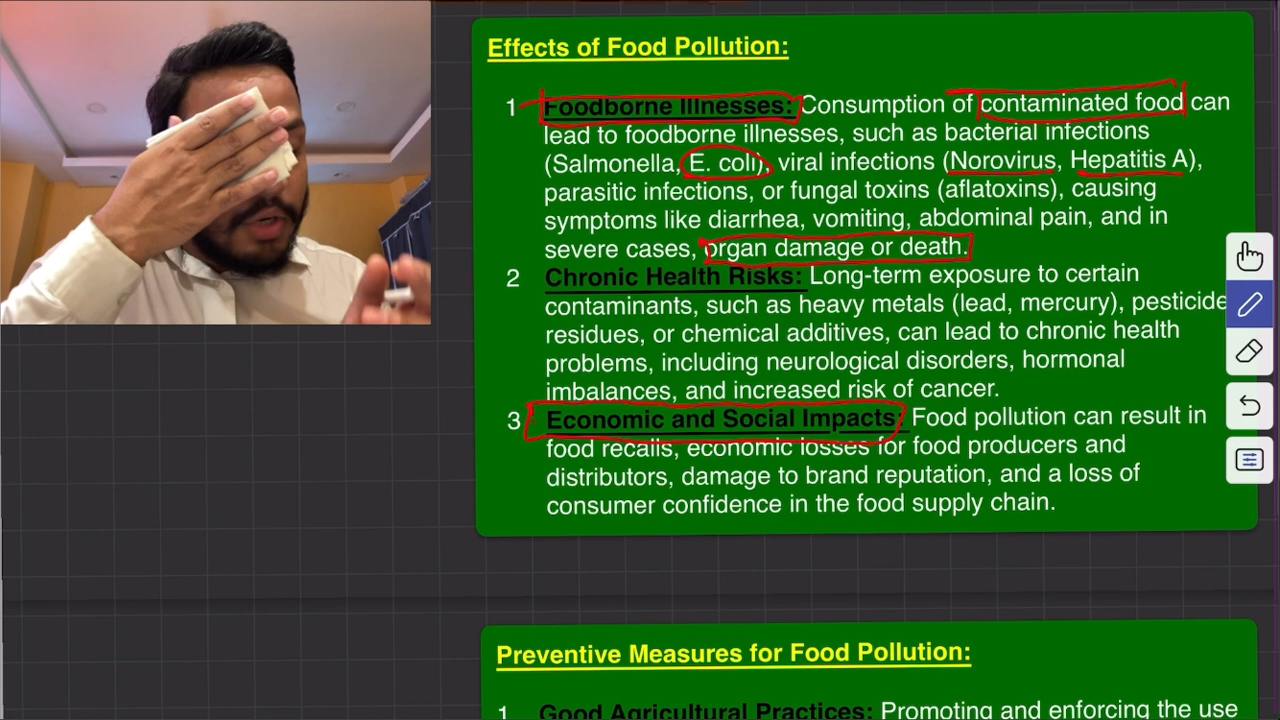 Effects of Food Pollution:
1 Foodborne Illnesses: Consumption of contaminated food can
lead to foodborne illnesses, such as bacterial infections
(Salmonella, E. coli), viral infections (Norovirus, Hepatitis A),
parasitic infections, or fungal toxins (aflatoxins), causing
symptoms like diarrhea, vomiting, abdominal pain, and in
severe cases, organ damage or death.
2 Chronic Health Risks: Long-term exposure to certain
contaminants, such as heavy metals (lead, mercury), pesticide
residues, or chemical additives, can lead to chronic health
problems, including neurological disorders, hormonal
imbalances, and increased risk of cancer.
3 Economic and Social Impacts: Food pollution can result in
food recalls, economic losses for food producers and
distributors, damage to brand reputation, and a loss of
consumer confidence in the food supply chain.
Preventive Measures for Food Pollution:
1 Good Agricultural Practices: Promoting and enforcing the use